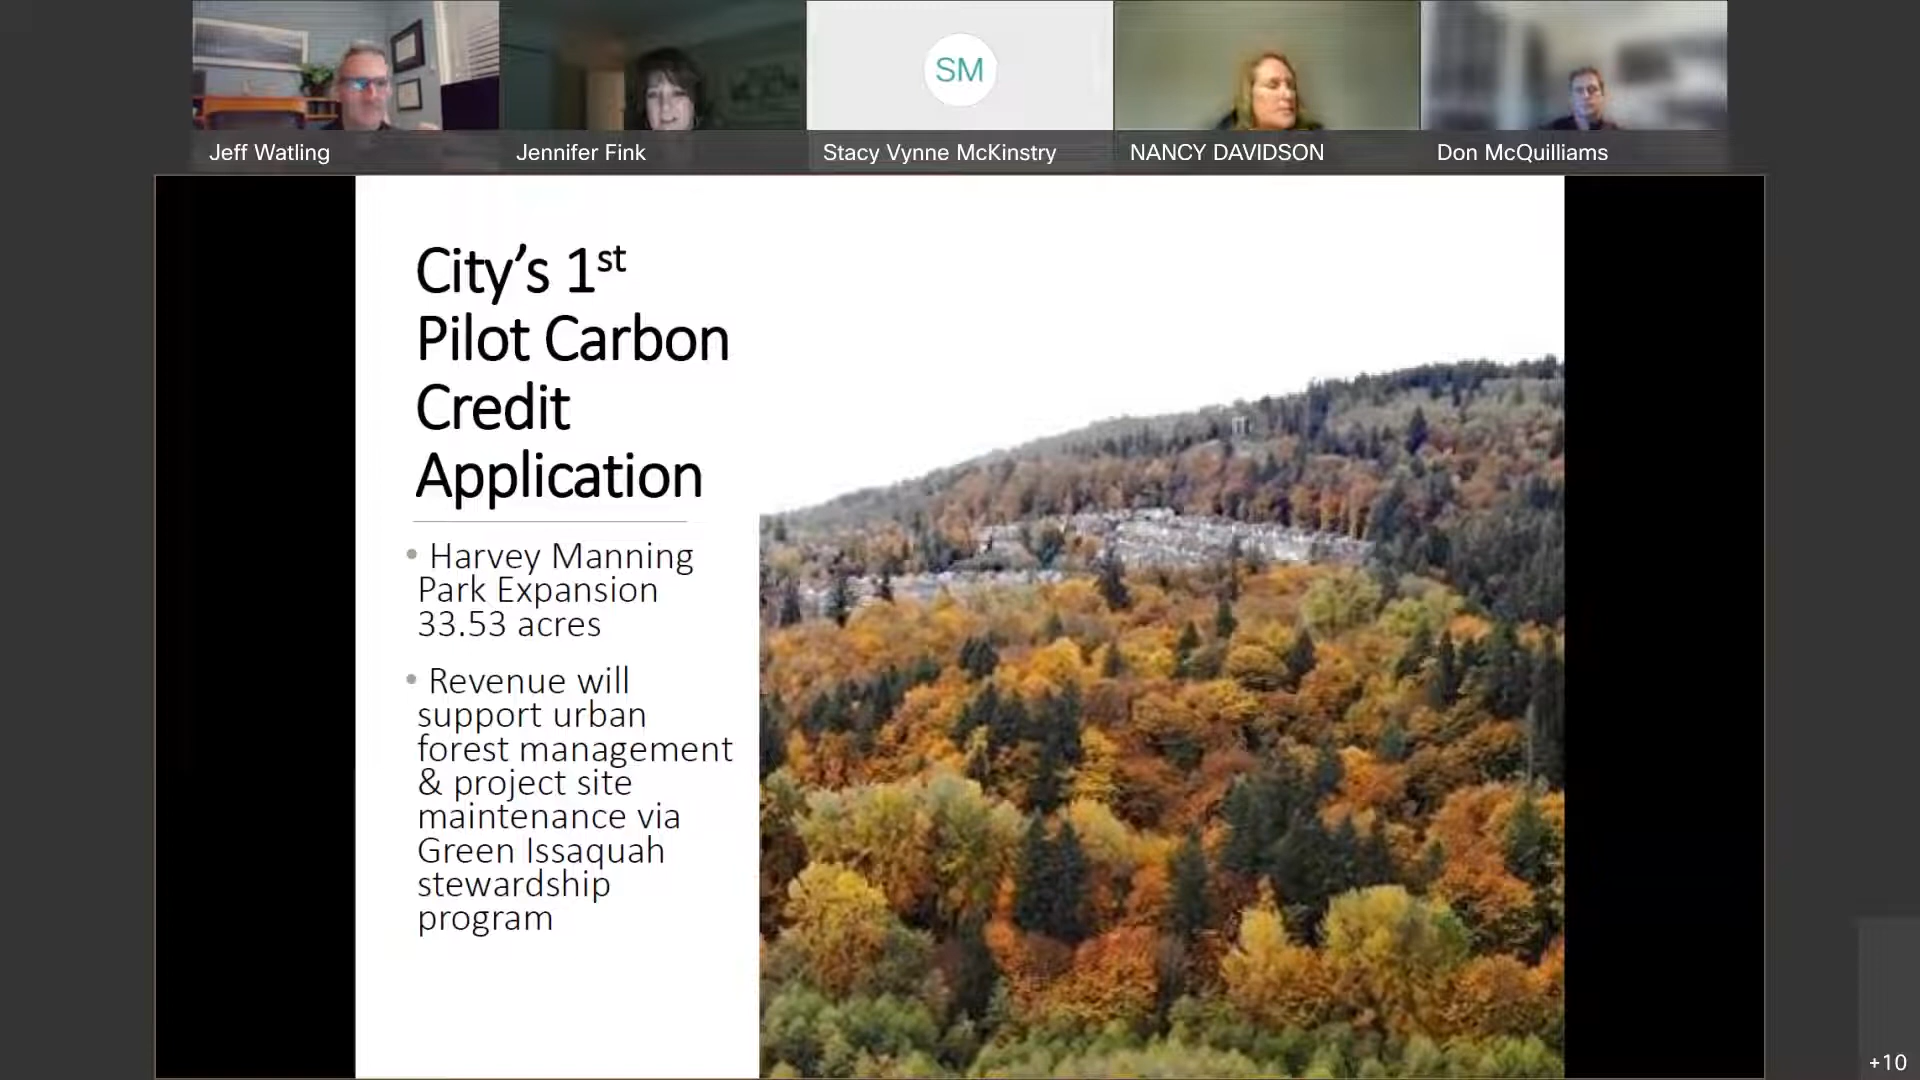 SM
Jeff Watling
Jennifer Fink
Stacy Vynne McKinstry
NANCY DAVIDSON
Don McQuilliams
City’s 1st
Pilot Carbon
Credit
Application
• Harvey Manning
Park Expansion
33.53 acres
• Revenue will
support urban
forest management
& project site
maintenance via
Green Issaquah
stewardship
program
+10